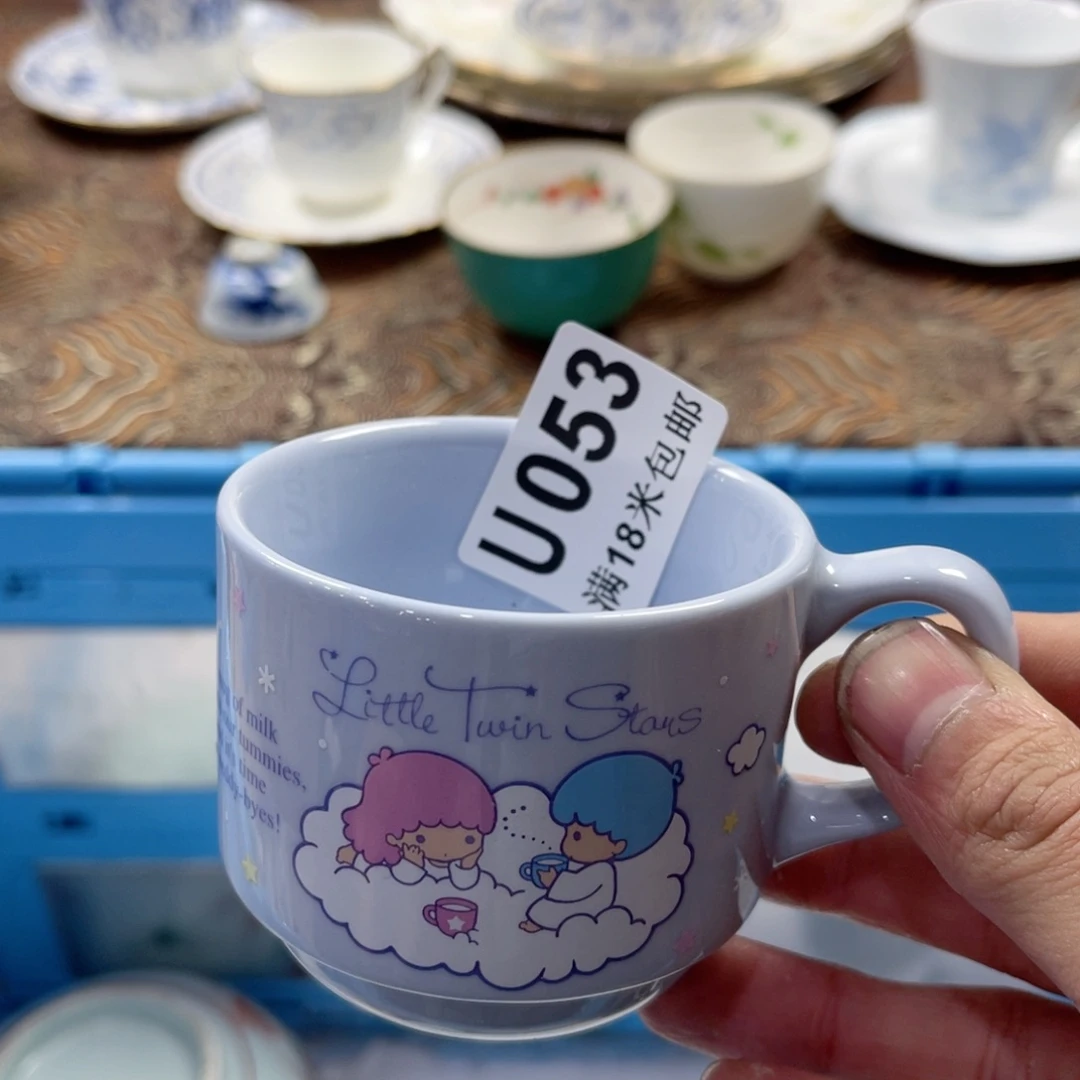 U053
满18米包邮
Little Twin Stars
of milk
tummies,
time
-byes!